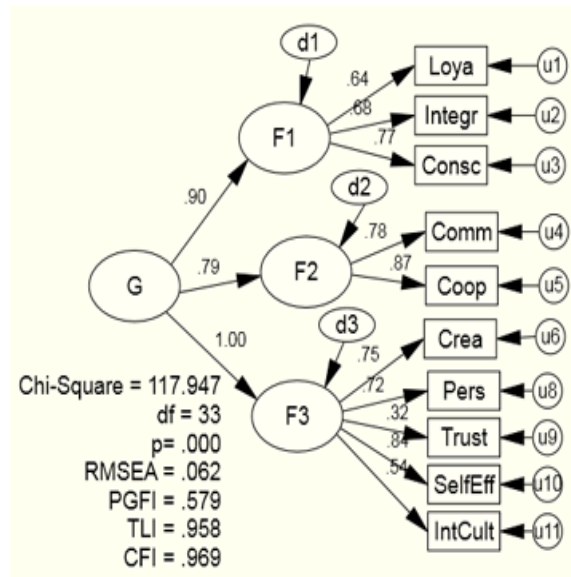 d1
.64
Loya
u1
F1
.68
Integr
u2
.77
Consc
u3
.90
d2
.78
Comm
u4
G
.79
F2
.87
Coop
u5
1.00
d3
.75
Crea
u6
F3
.72
Pers
u8
.32
Trust
u9
.84
SelfEff
u10
.54
IntCult
u11
Chi-Square = 117.947
df = 33
p= .000
RMSEA = .062
PGFI = .579
TLI = .958
CFI = .969